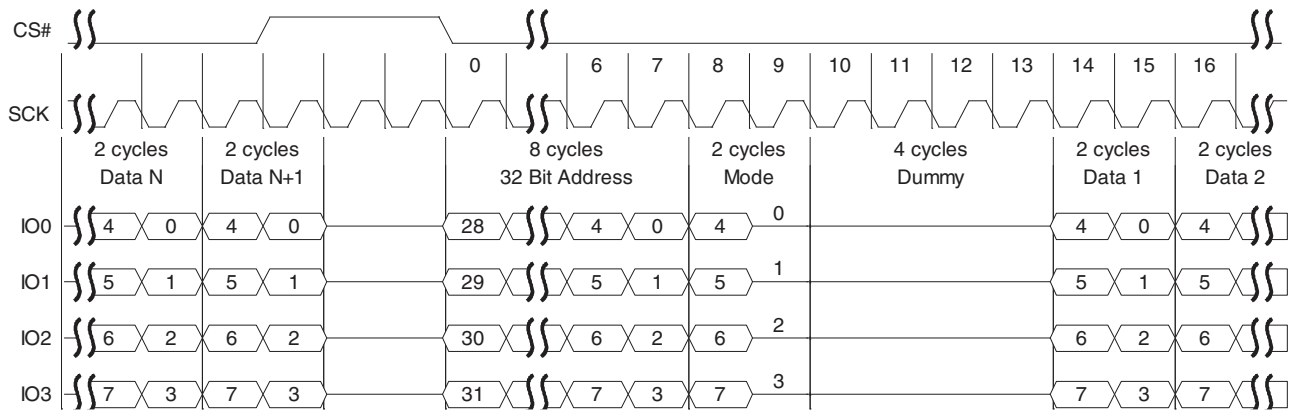 CS#
0 6 7 8 9 10 11 12 13 14 15 16
SCK
2 cycles 2 cycles 8 cycles 2 cycles 4 cycles 2 cycles 2 cycles
Data N Data N+1 32 Bit Address Mode Dummy Data 1 Data 2
IO0 4 0 4 0 28 4 0 4 0 4 0 4
IO1 5 1 5 1 29 5 1 5 1 5 1 5
IO2 6 2 6 2 30 6 2 6 2 6 2 6
IO3 7 3 7 3 31 7 3 7 3 7 3 7